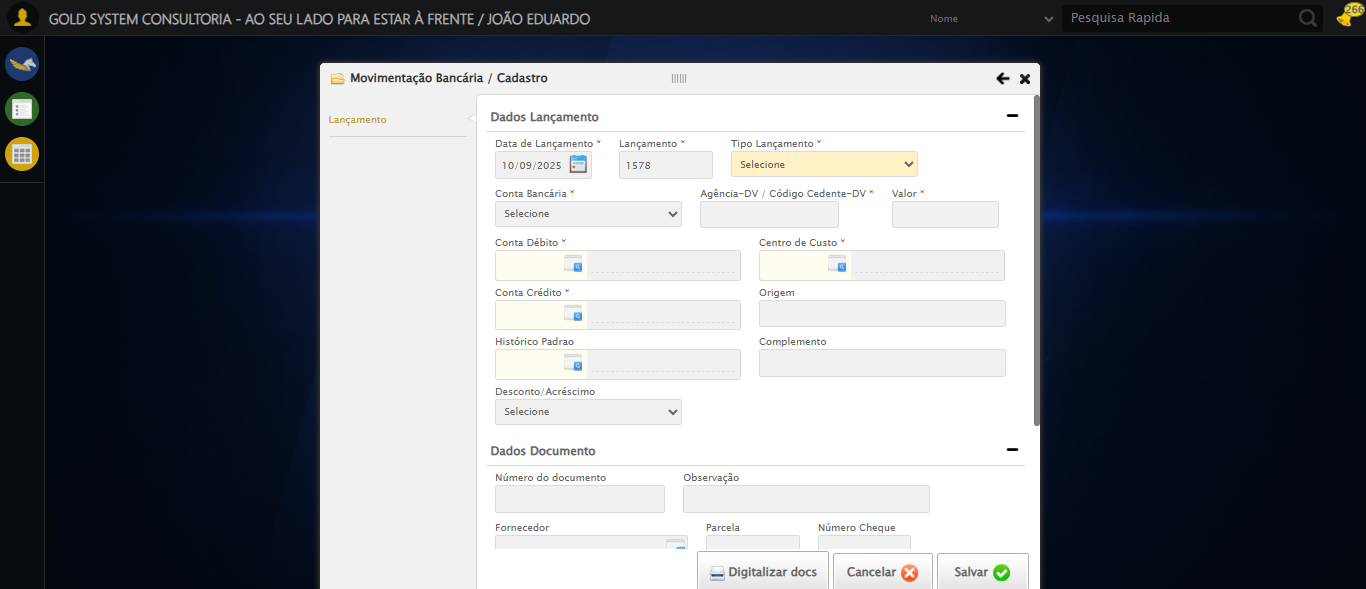 GOLD SYSTEM CONSULTORIA - AO SEU LADO PARA ESTAR À FRENTE / JOÃO EDUARDO
Nome
Pesquisa Rapida
266
Movimentação Bancária / Cadastro
Lançamento
Dados Lançamento
Data de Lançamento * Lançamento * Tipo Lançamento *
10/09/2025 1578 Selecione
Conta Bancária * Agência-DV / Código Cedente-DV * Valor *
Selecione
Conta Débito * Centro de Custo *
Conta Crédito * Origem
Histórico Padrao Complemento
Desconto/Acréscimo
Selecione
Dados Documento
Número do documento Observação
Fornecedor Parcela Número Cheque
Digitalizar docs Cancelar Salvar